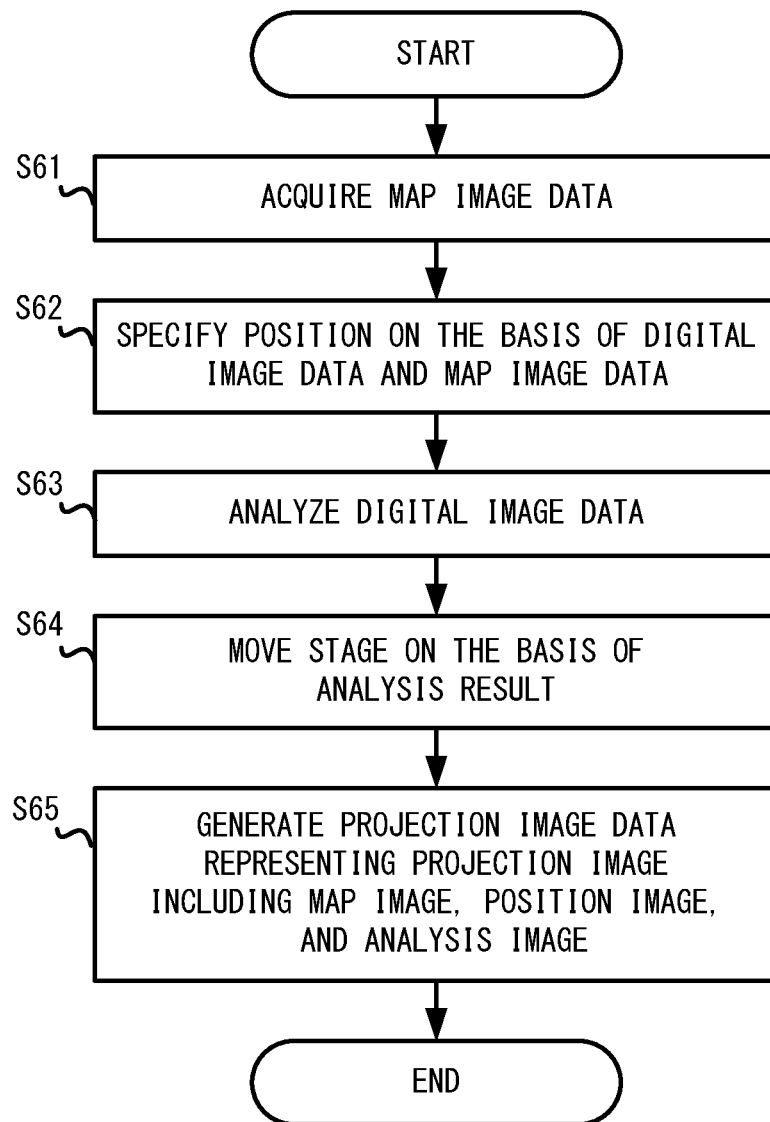 START
S61
ACQUIRE MAP IMAGE DATA
S62
SPECIFY POSITION ON THE BASIS OF DIGITAL
IMAGE DATA AND MAP IMAGE DATA
S63
ANALYZE DIGITAL IMAGE DATA
S64
MOVE STAGE ON THE BASIS OF
ANALYSIS RESULT
S65
GENERATE PROJECTION IMAGE DATA
REPRESENTING PROJECTION IMAGE
INCLUDING MAP IMAGE, POSITION IMAGE,
AND ANALYSIS IMAGE
END